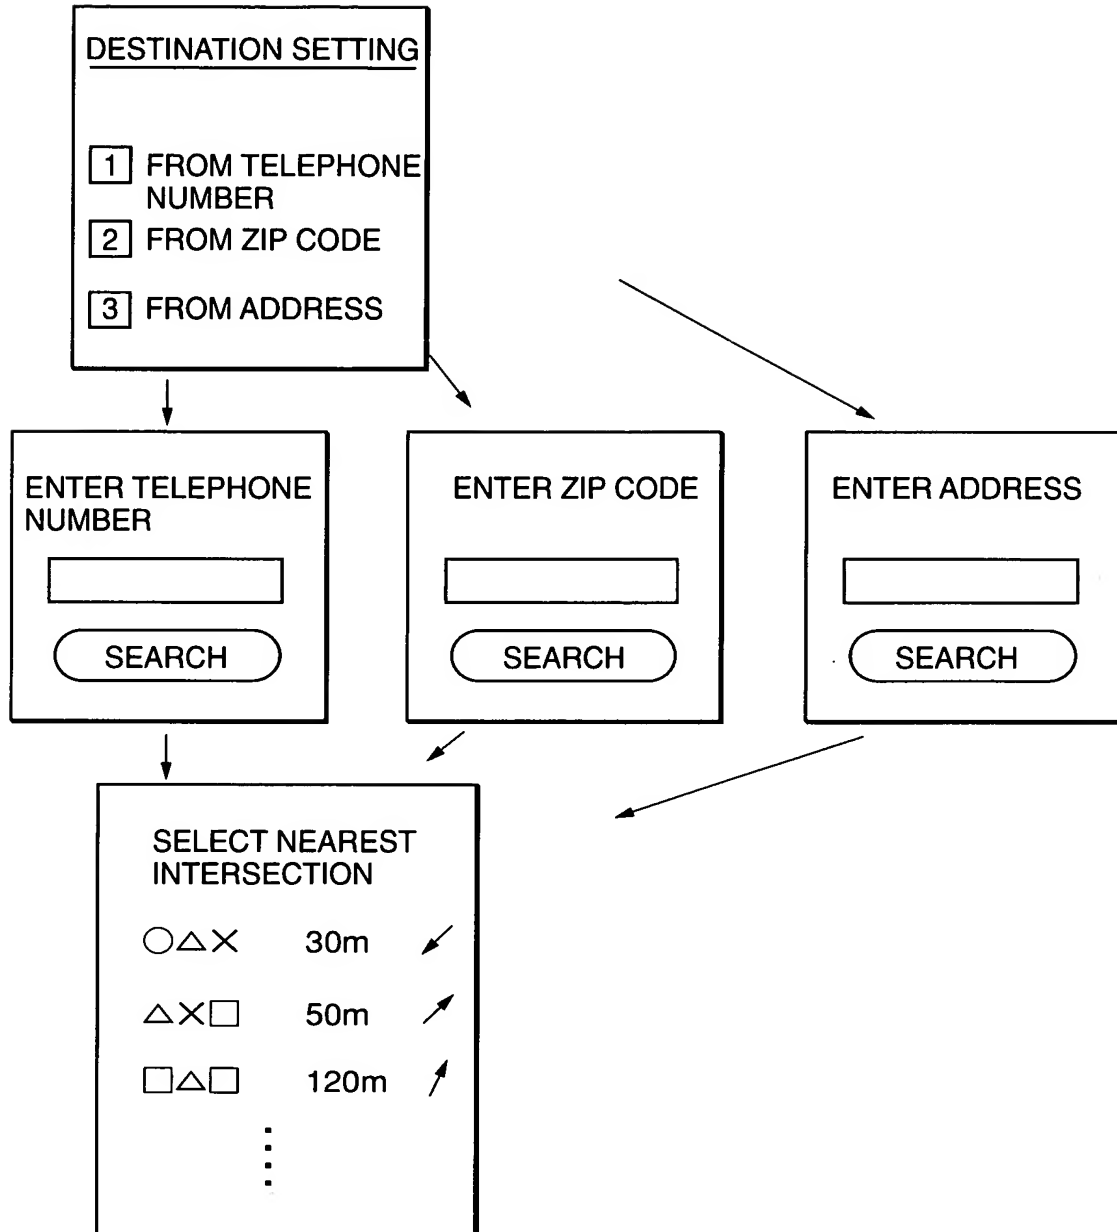 DESTINATION SETTING
1 FROM TELEPHONE
NUMBER
2 FROM ZIP CODE
3 FROM ADDRESS
ENTER TELEPHONE
NUMBER
SEARCH
ENTER ZIP CODE
SEARCH
ENTER ADDRESS
SEARCH
SELECT NEAREST
INTERSECTION
○△× 30m ↙
△×□ 50m ↗
□△□ 120m ↗